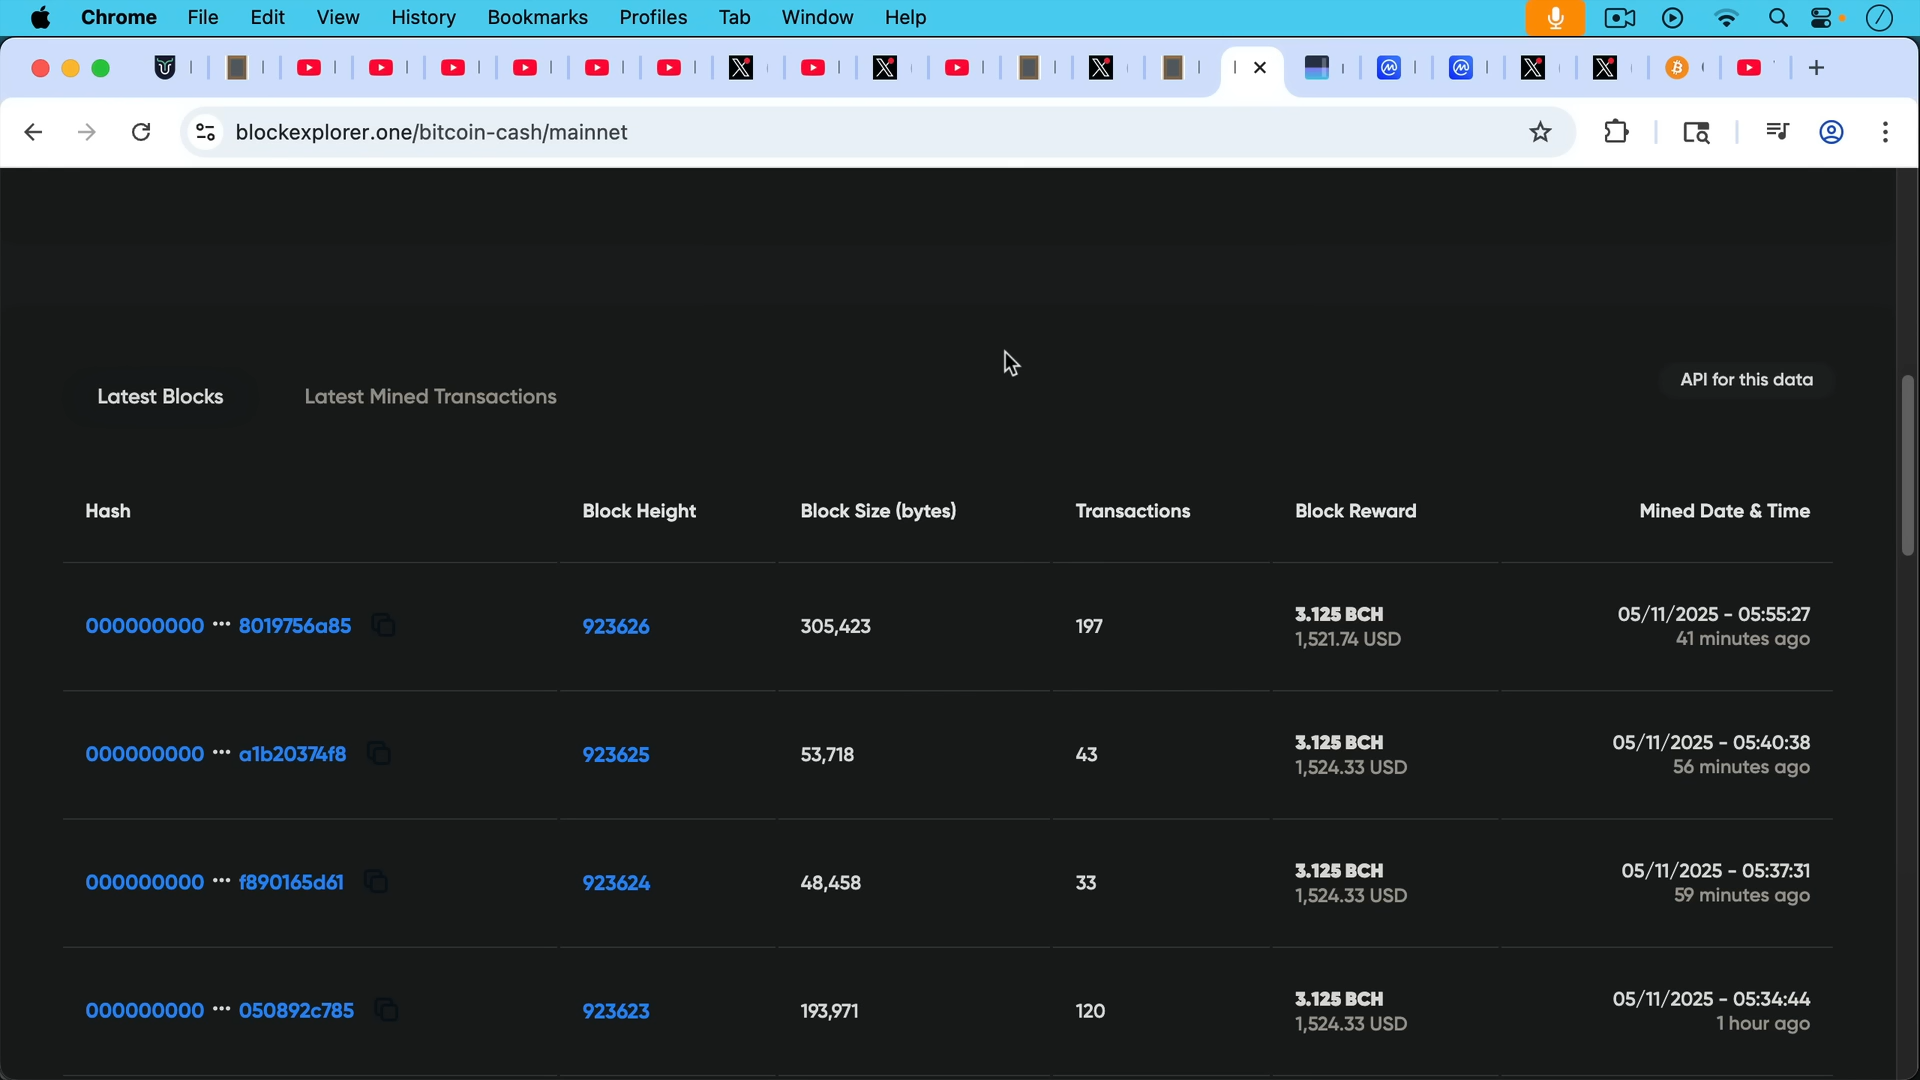 Chrome File Edit View History Bookmarks Profiles Tab Window Help
blockexplorer.one/bitcoin-cash/mainnet
Latest Blocks Latest Mined Transactions API for this data
Hash Block Height Block Size (bytes) Transactions Block Reward Mined Date & Time
000000000 ··· 8019756a85 923626 305,423 197 3.125 BCH 05/11/2025 - 05:55:27
1,521.74 USD 41 minutes ago
000000000 ··· a1b20374f8 923625 53,718 43 3.125 BCH 05/11/2025 - 05:40:38
1,524.33 USD 56 minutes ago
000000000 ··· f890165d61 923624 48,458 33 3.125 BCH 05/11/2025 - 05:37:31
1,524.33 USD 59 minutes ago
000000000 ··· 050892c785 923623 193,971 120 3.125 BCH 05/11/2025 - 05:34:44
1,524.33 USD 1 hour ago